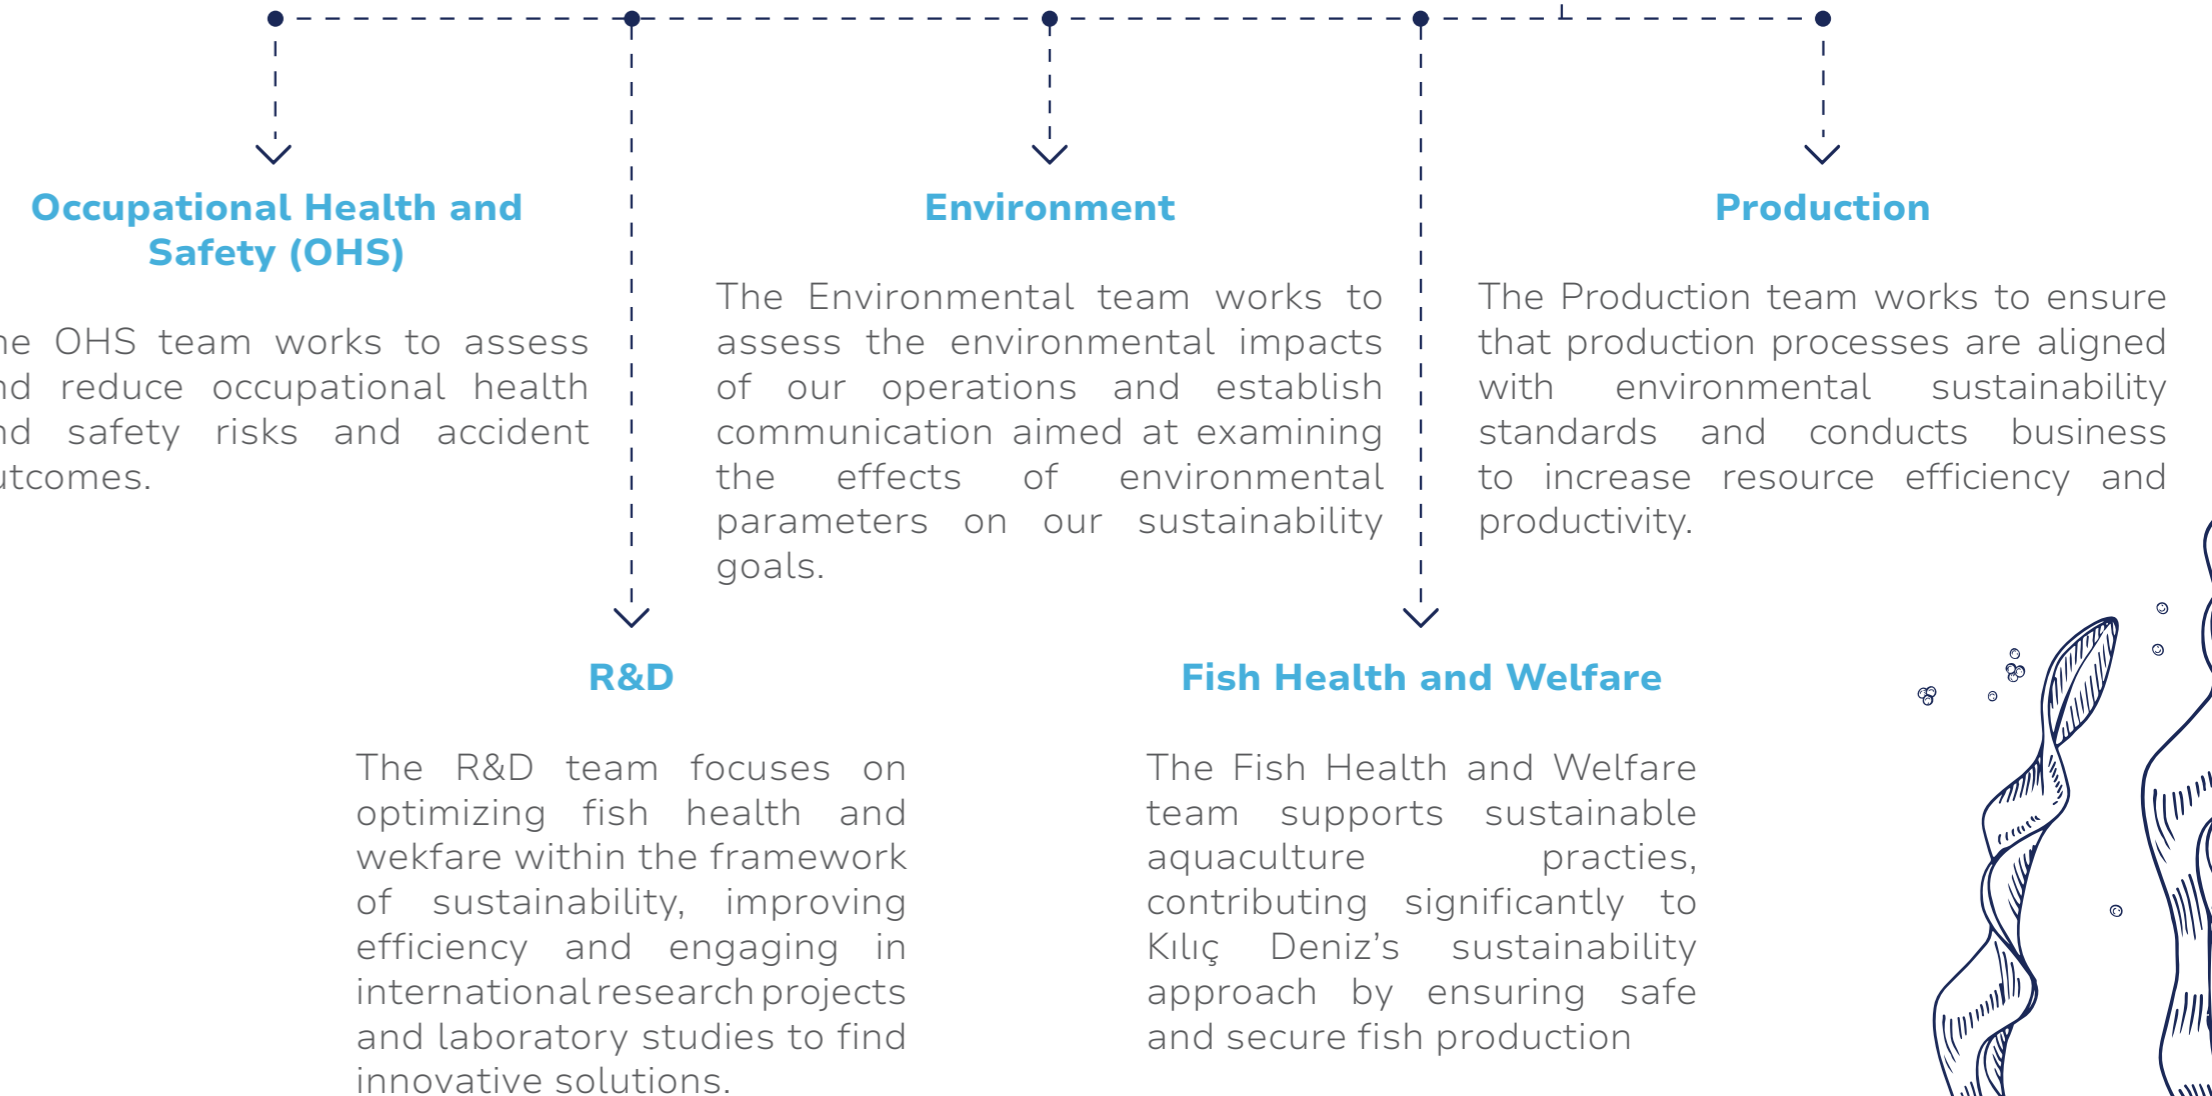 Occupational Health and
Safety (OHS)
he OHS team works to assess
nd reduce occupational health
nd safety risks and accident
utcomes.
Environment
The Environmental team works to
assess the environmental impacts
of our operations and establish
communication aimed at examining
the effects of environmental
parameters on our sustainability
goals.
Production
The Production team works to ensure
that production processes are aligned
with environmental sustainability
standards and conducts business
to increase resource efficiency and
productivity.
R&D
The R&D team focuses on
optimizing fish health and
wekfare within the framework
of sustainability, improving
efficiency and engaging in
international research projects
and laboratory studies to find
innovative solutions.
Fish Health and Welfare
The Fish Health and Welfare
team supports sustainable
aquaculture practies,
contributing significantly to
Kılıç Deniz’s sustainability
approach by ensuring safe
and secure fish production